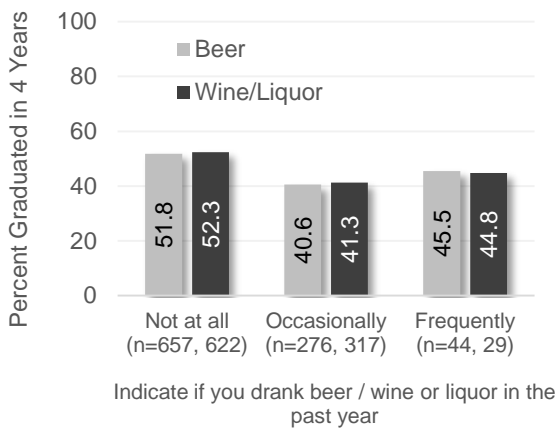 Percent Graduated in 4 Years
100
80
60
40
20
0
Beer
Wine/Liquor
51.8
52.3
40.6
41.3
45.5
44.8
Not at all
(n=657, 622)
Occasionally
(n=276, 317)
Frequently
(n=44, 29)
Indicate if you drank beer / wine or liquor in the
past year